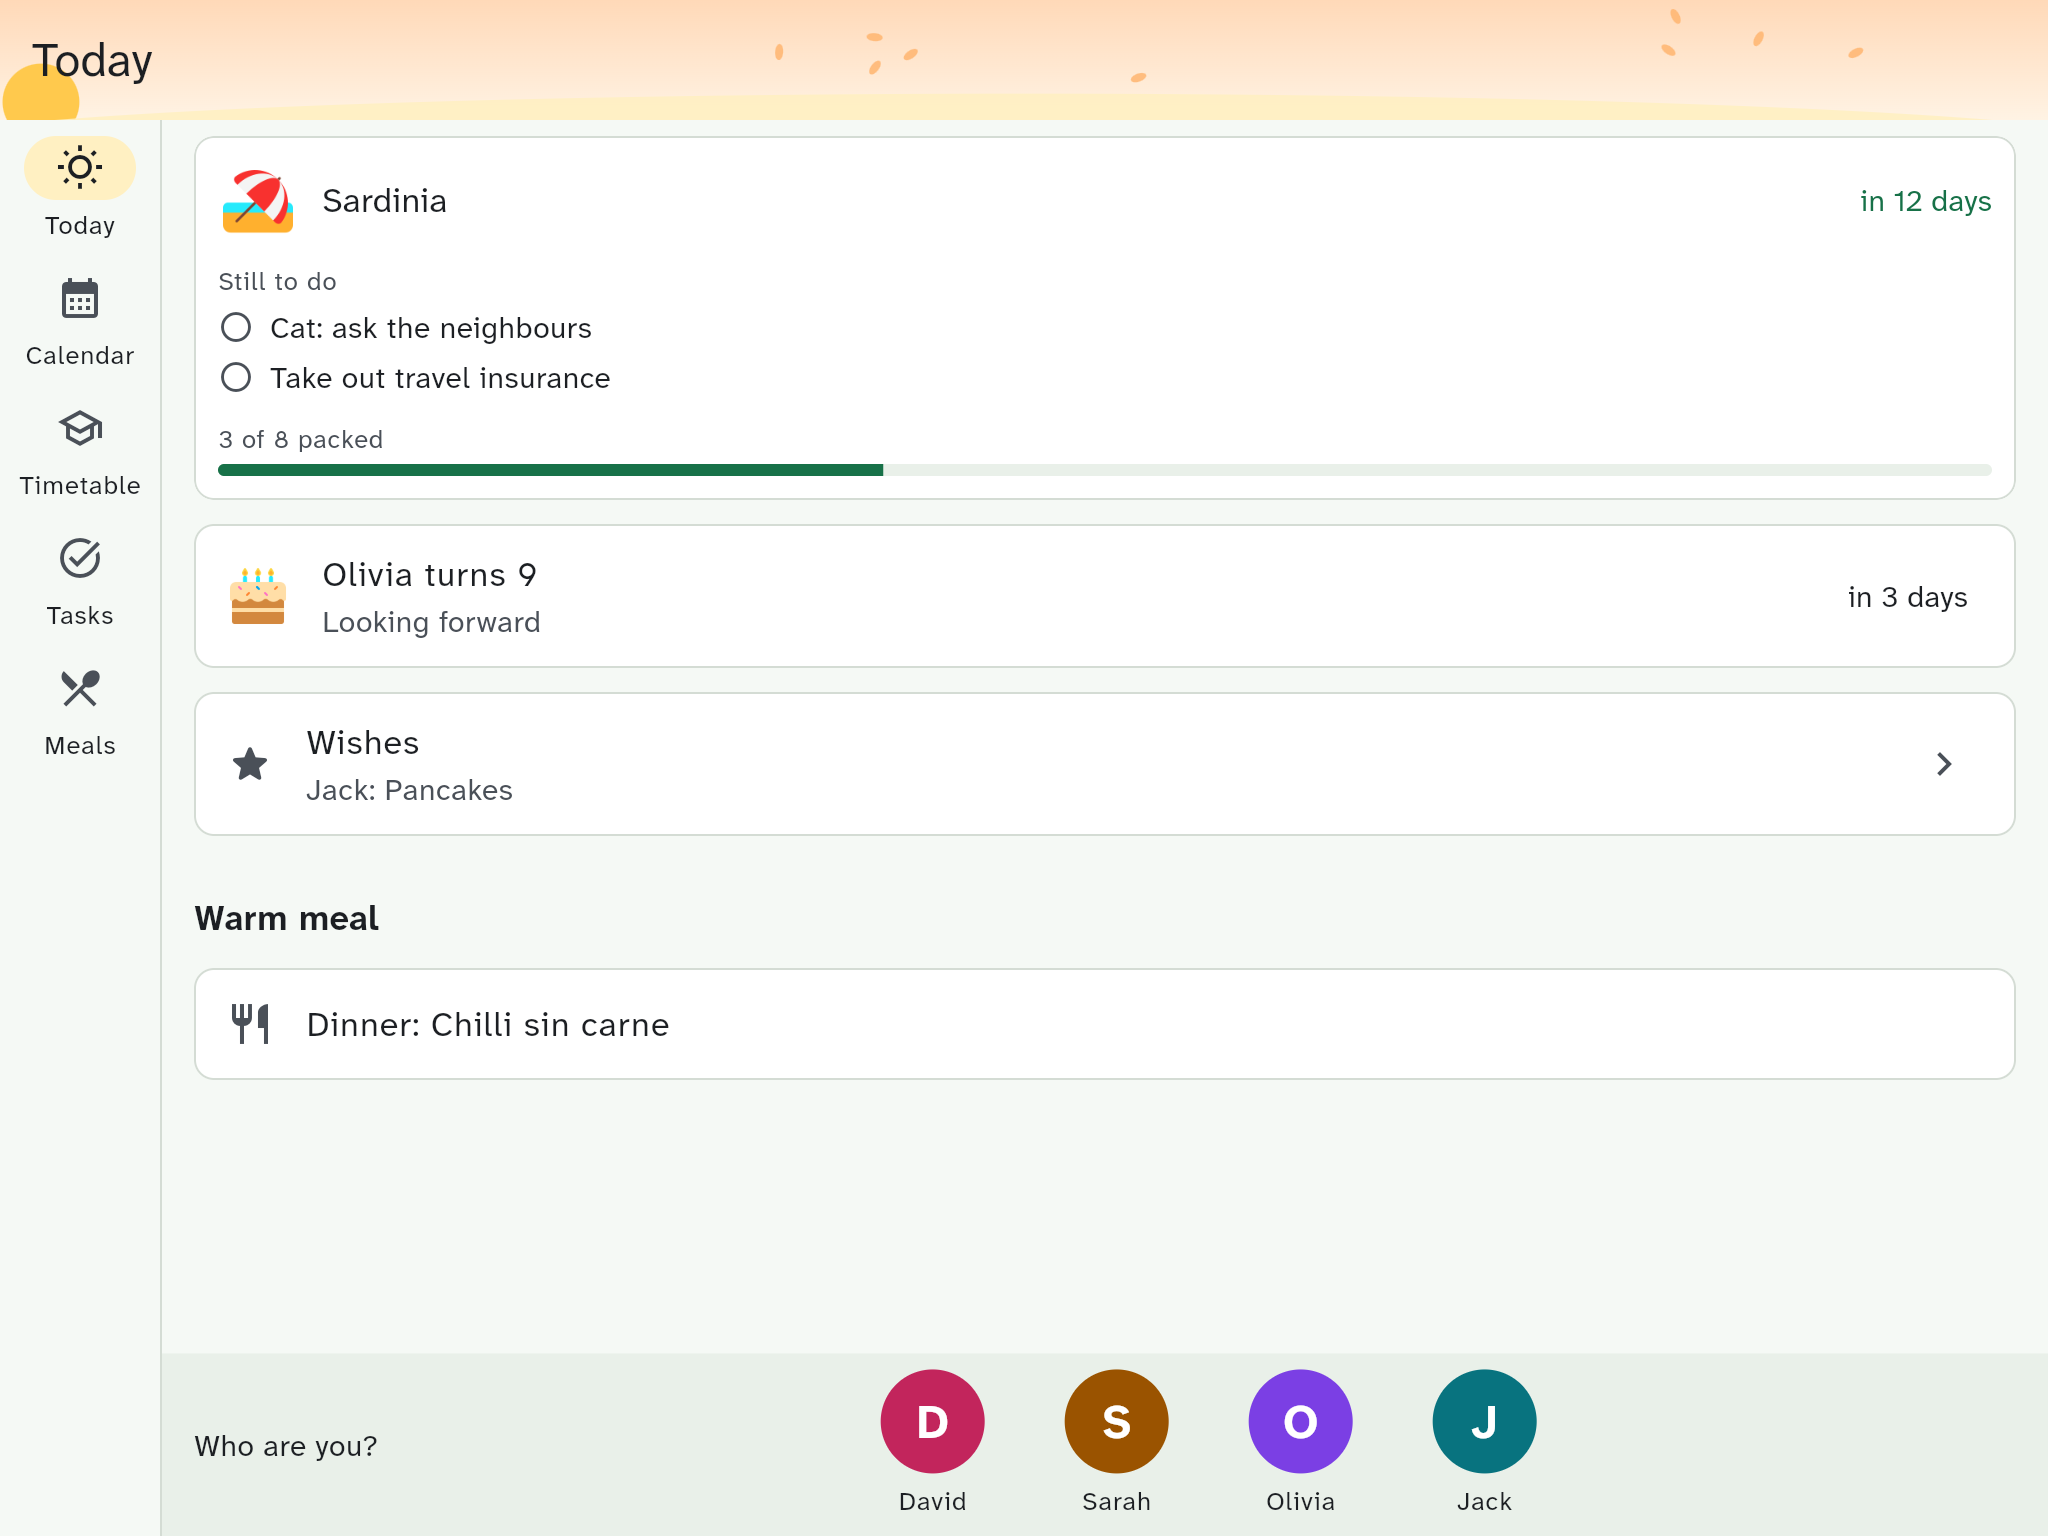 Today
Today
Calendar
Timetable
Tasks
Meals
Sardinia
in 12 days
Still to do
Cat: ask the neighbours
Take out travel insurance
3 of 8 packed
Olivia turns 9
Looking forward
in 3 days
Wishes
Jack: Pancakes
Warm meal
Dinner: Chilli sin carne
Who are you?
D
David
S
Sarah
O
Olivia
J
Jack